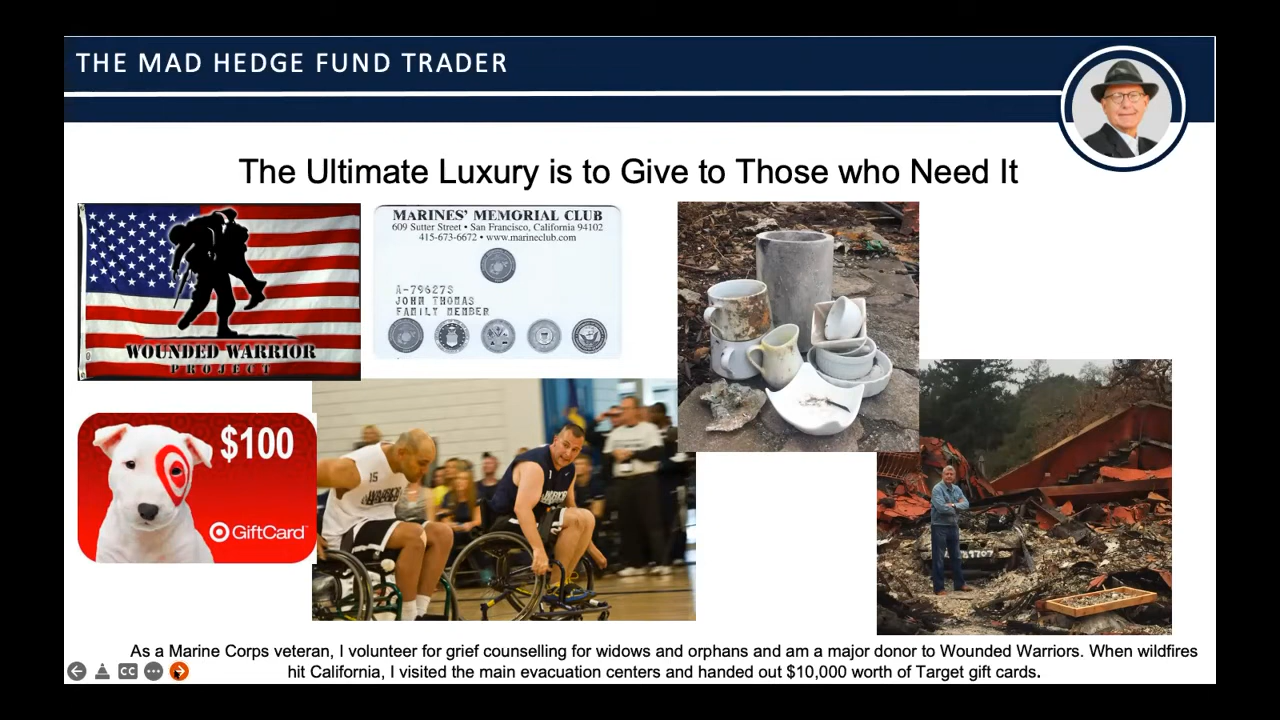 THE MAD HEDGE FUND TRADER
The Ultimate Luxury is to Give to Those who Need It
WOUNDED WARRIOR
PROJECT
MARINES' MEMORIAL CLUB
609 Sutter Street • San Francisco, California 94102
415-673-6672 • www.marineclub.com
A-79627S
JOHN THOMAS
FAMILY MEMBER
$100
GiftCard
15
WARRIOR
WARRIOR
As a Marine Corps veteran, I volunteer for grief counselling for widows and orphans and am a major donor to Wounded Warriors. When wildfires
hit California, I visited the main evacuation centers and handed out $10,000 worth of Target gift cards.
CC